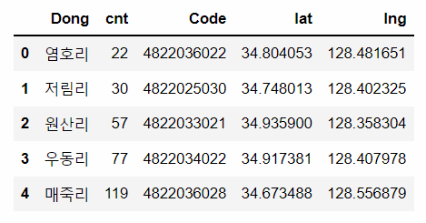 Dong cnt Code lat lng
0 염호리 22 4822036022 34.804053 128.481651
1 저림리 30 4822025030 34.748013 128.402325
2 원산리 57 4822033021 34.935900 128.358304
3 우동리 77 4822034022 34.917381 128.407978
4 매죽리 119 4822036028 34.673488 128.556879